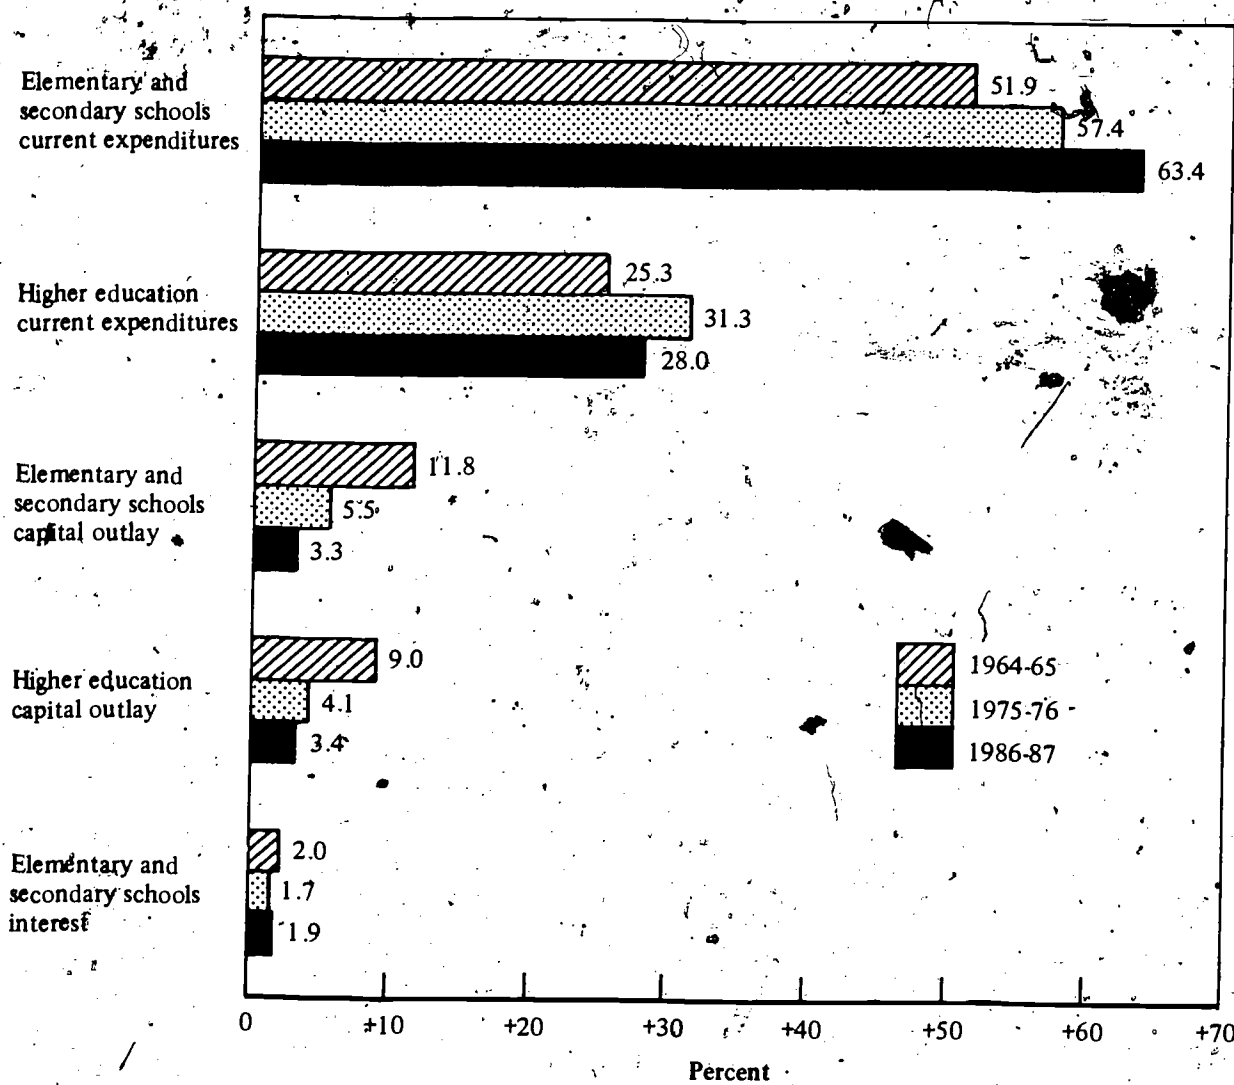 Elementary and
secondary schools
current expenditures
51.9
57.4
63.4
Higher education
current expenditures
25.3
31.3
28.0
Elementary and
secondary schools
capital outlay
11.8
5.5
3.3
Higher education
capital outlay
9.0
4.1
3.4
1964-65
1975-76
1986-87
Elementary and
secondary schools
interest
2.0
1.7
1.9
0 +10 +20 +30 +40 +50 +60 +70
Percent